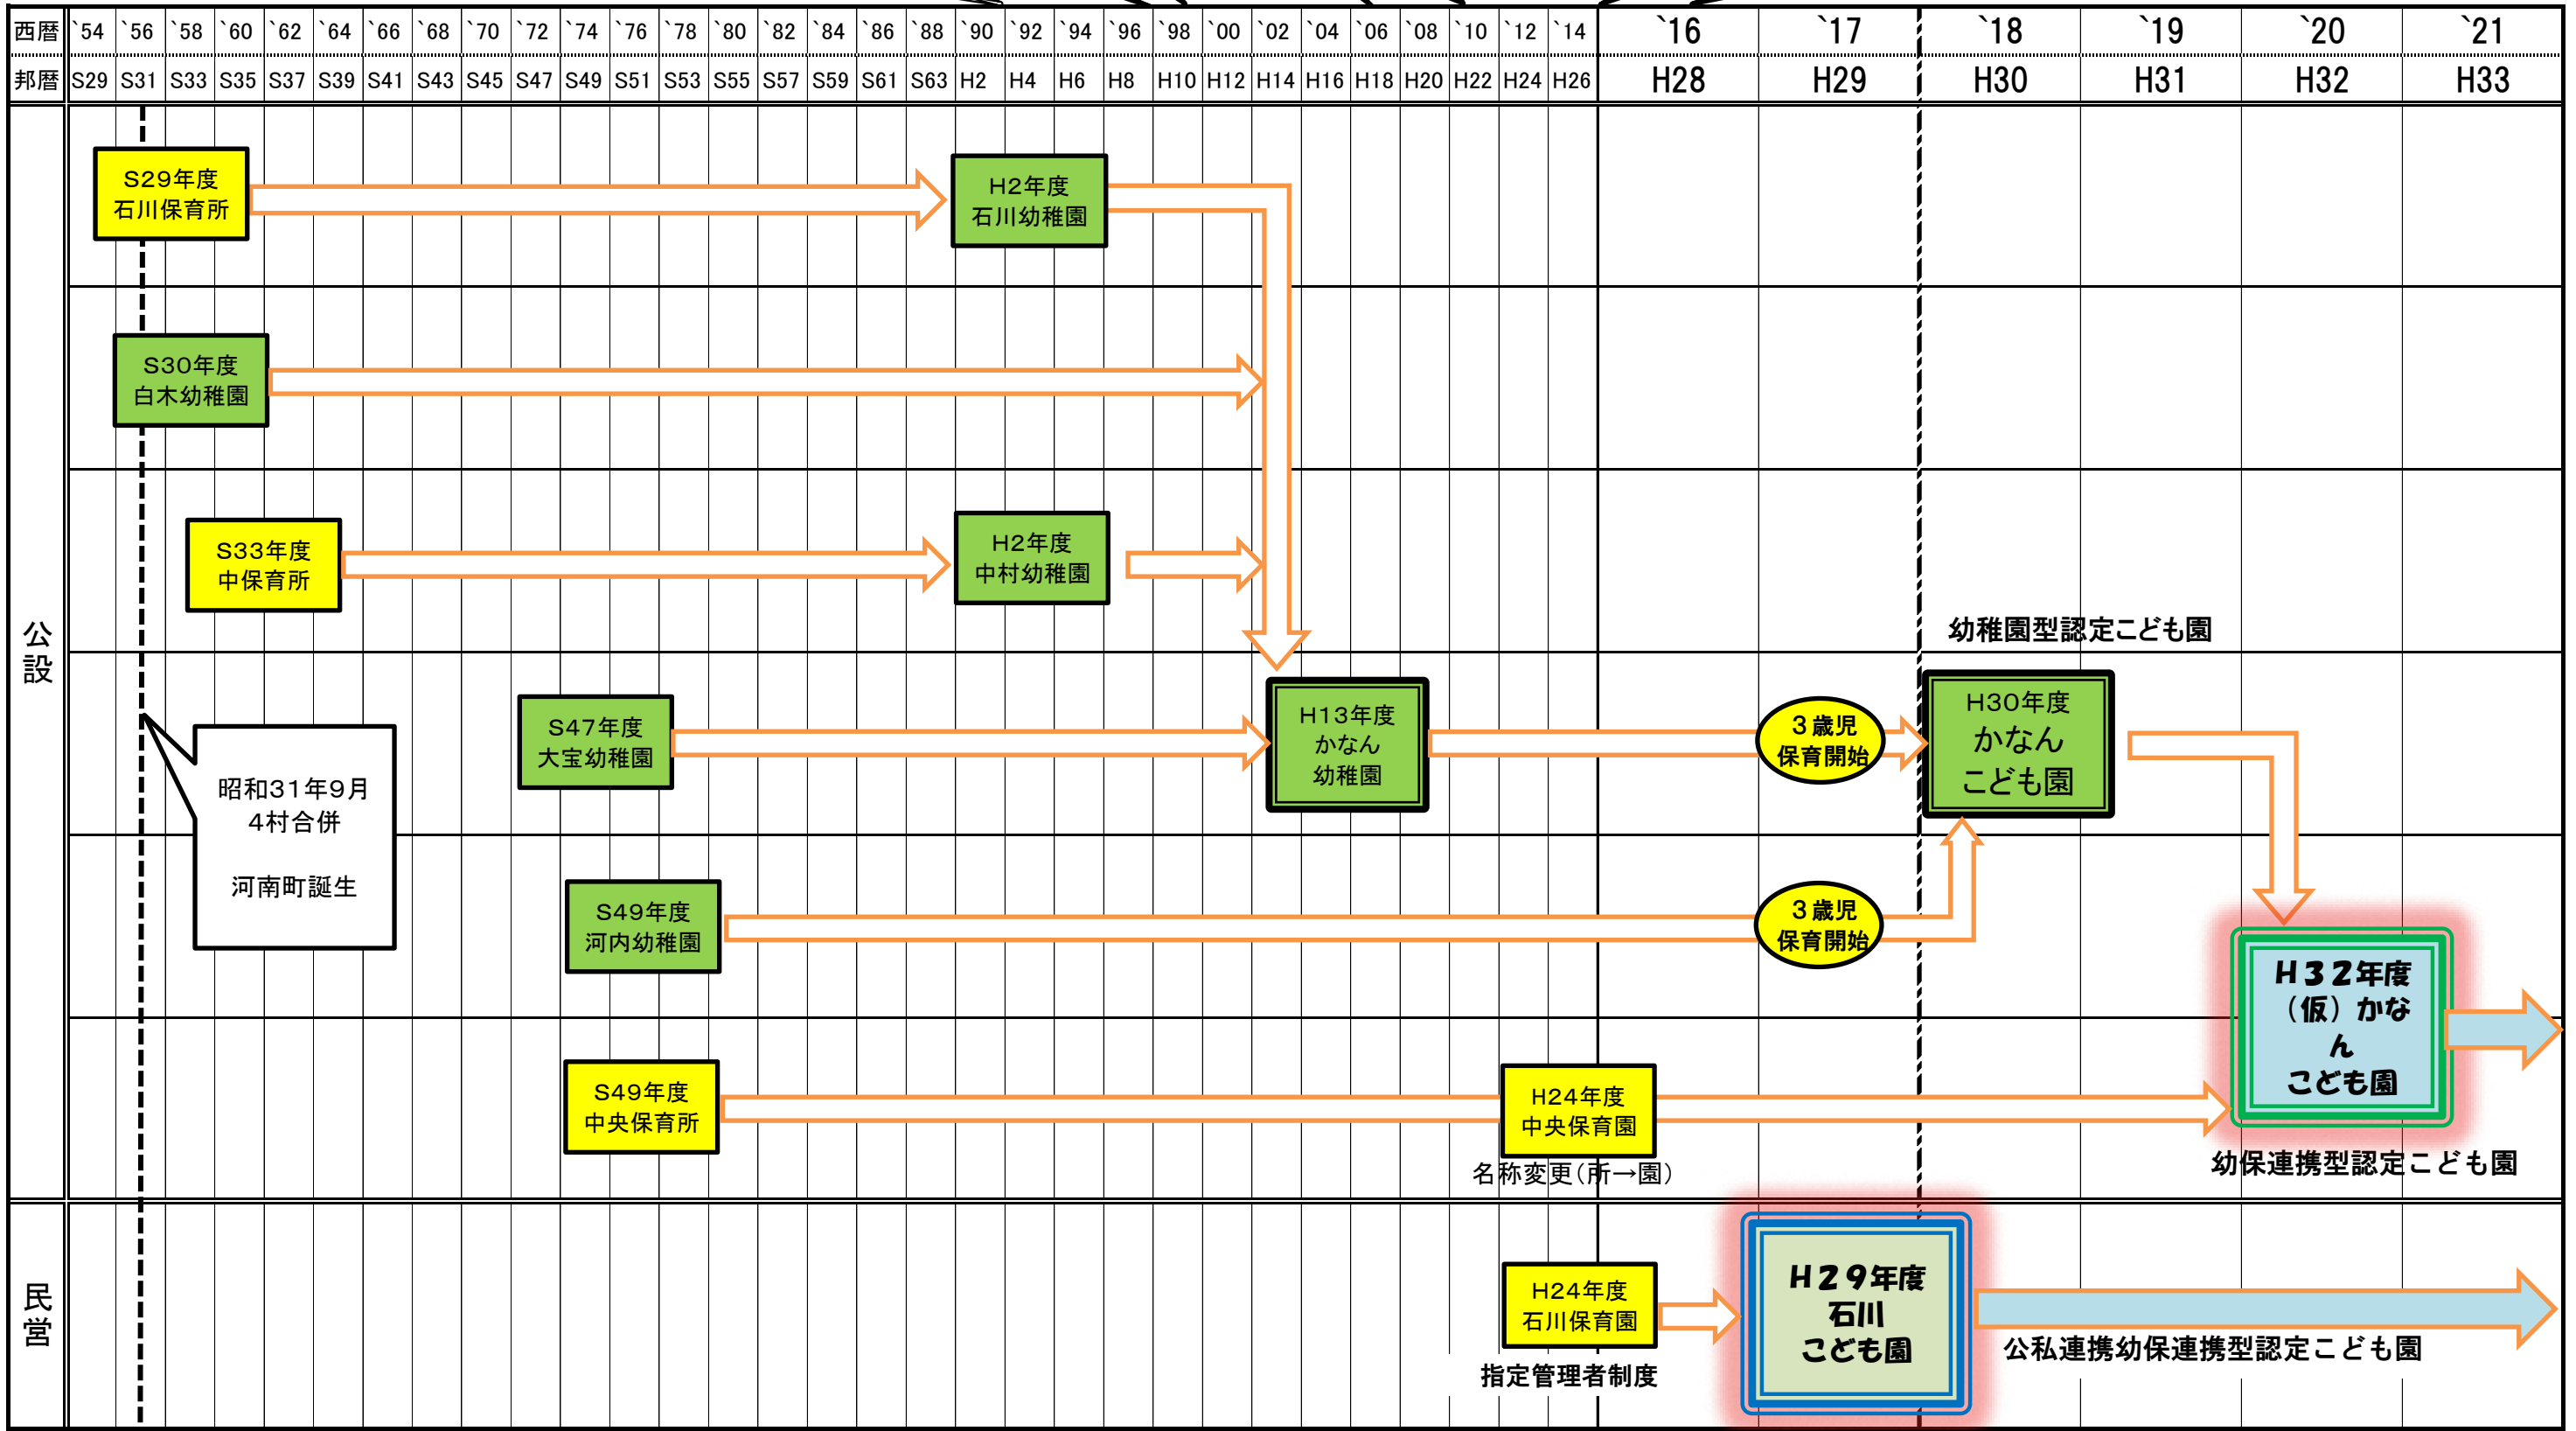 西暦 `54 `56 `58 `60 `62 `64 `66 `68 `70 `72 `74 `76 `78 `80 `82 `84 `86 `88 `90 `92 `94 `96 `98 `00 `02 `04 `06 `08 `10 `12 `14 `16 `17 `18 `19 `20 `21
邦暦 S29 S31 S33 S35 S37 S39 S41 S43 S45 S47 S49 S51 S53 S55 S57 S59 S61 S63 H2 H4 H6 H8 H10 H12 H14 H16 H18 H20 H22 H24 H26 H28 H29 H30 H31 H32 H33
公設
S29年度
石川保育所
H2年度
石川幼稚園
S30年度
白木幼稚園
S33年度
中保育所
H2年度
中村幼稚園
幼稚園型認定こども園
S47年度
大宝幼稚園
H13年度
かなん
幼稚園
３歳児
保育開始
H30年度
かなん
こども園
昭和31年9月
4村合併
河南町誕生
S49年度
河内幼稚園
３歳児
保育開始
H３２年度
（仮）かな
ん
こども園
S49年度
中央保育所
H24年度
中央保育園
名称変更（所→園）
幼保連携型認定こども園
民営
H24年度
石川保育園
指定管理者制度
H２９年度
石川
こども園
公私連携幼保連携型認定こども園